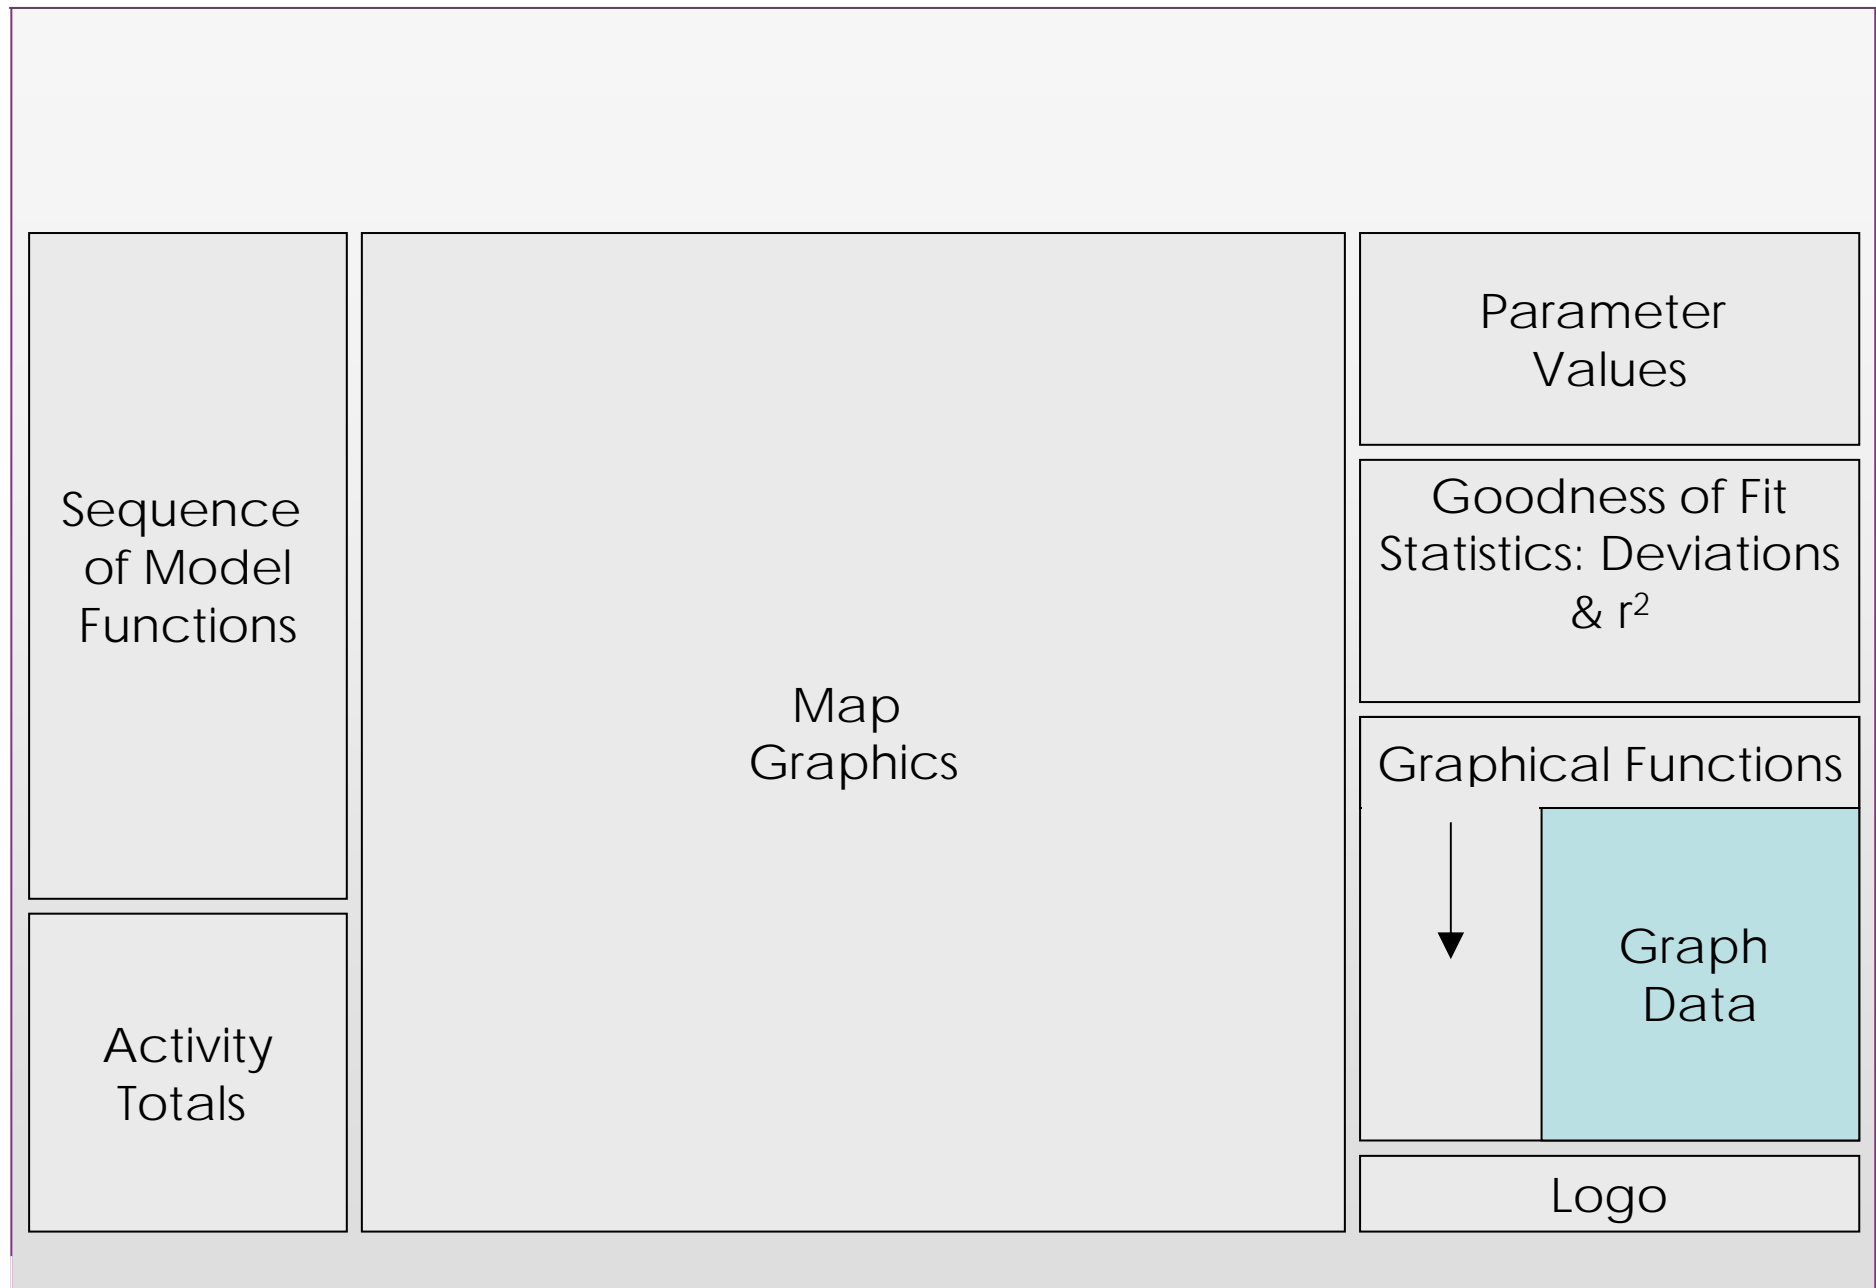 Sequence
of Model
Functions
Activity
Totals
Map
Graphics
Parameter
Values
Goodness of Fit
Statistics: Deviations
& r²
Graphical Functions
Graph
Data
Logo